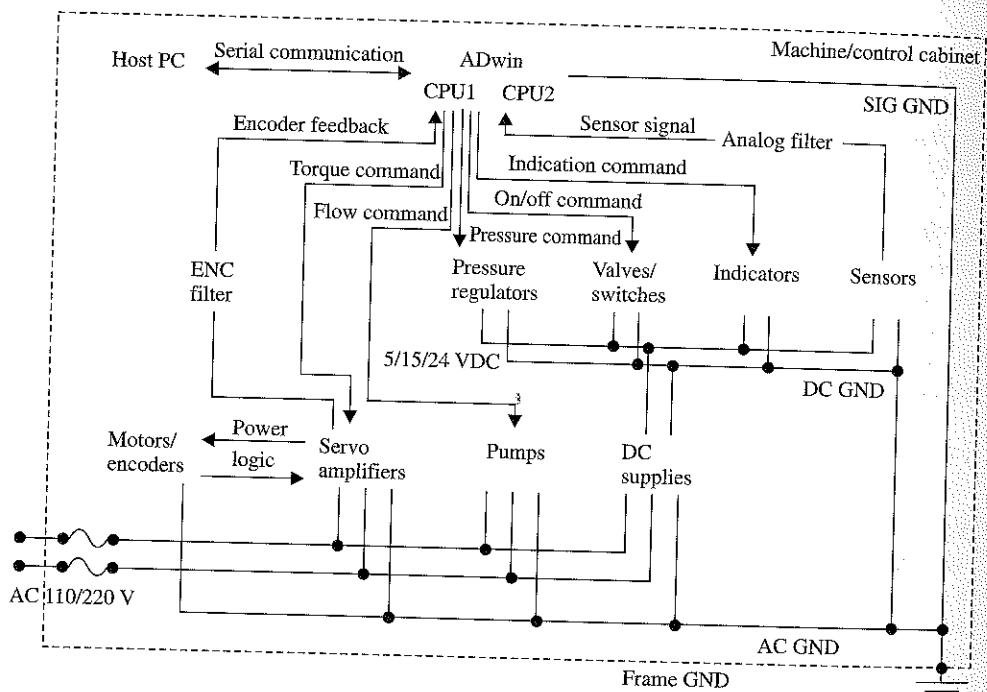 Machine/control cabinet
Host PC
Serial communication
ADwin
CPU1
CPU2
SIG GND
Encoder feedback
Sensor signal
Analog filter
Torque command
Indication command
Flow command
On/off command
Pressure command
ENC
filter
Pressure
regulators
Valves/
switches
Indicators
Sensors
5/15/24 VDC
DC GND
Motors/
encoders
Power
logic
Servo
amplifiers
Pumps
DC
supplies
AC 110/220 V
AC GND
Frame GND